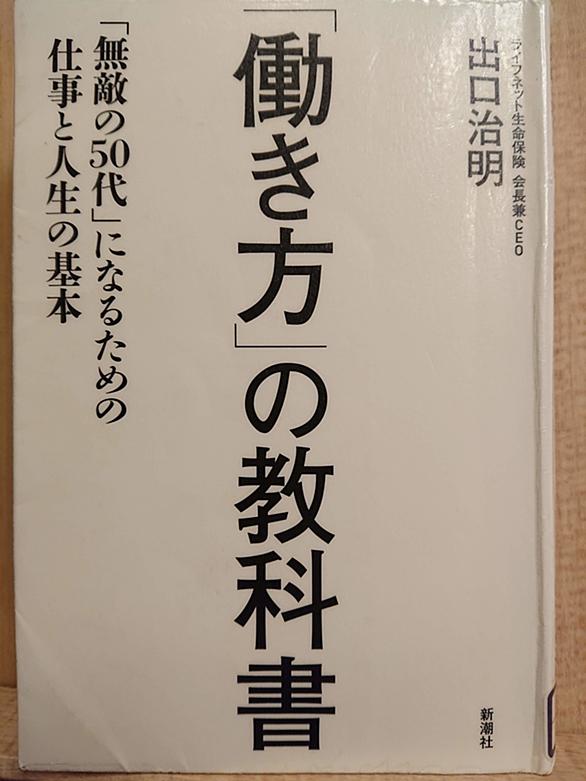 ライフネット生命保険 会長兼CEO
出口治明
「働き方」の教科書
「無敵の50代」になるための
仕事と人生の基本
新潮社